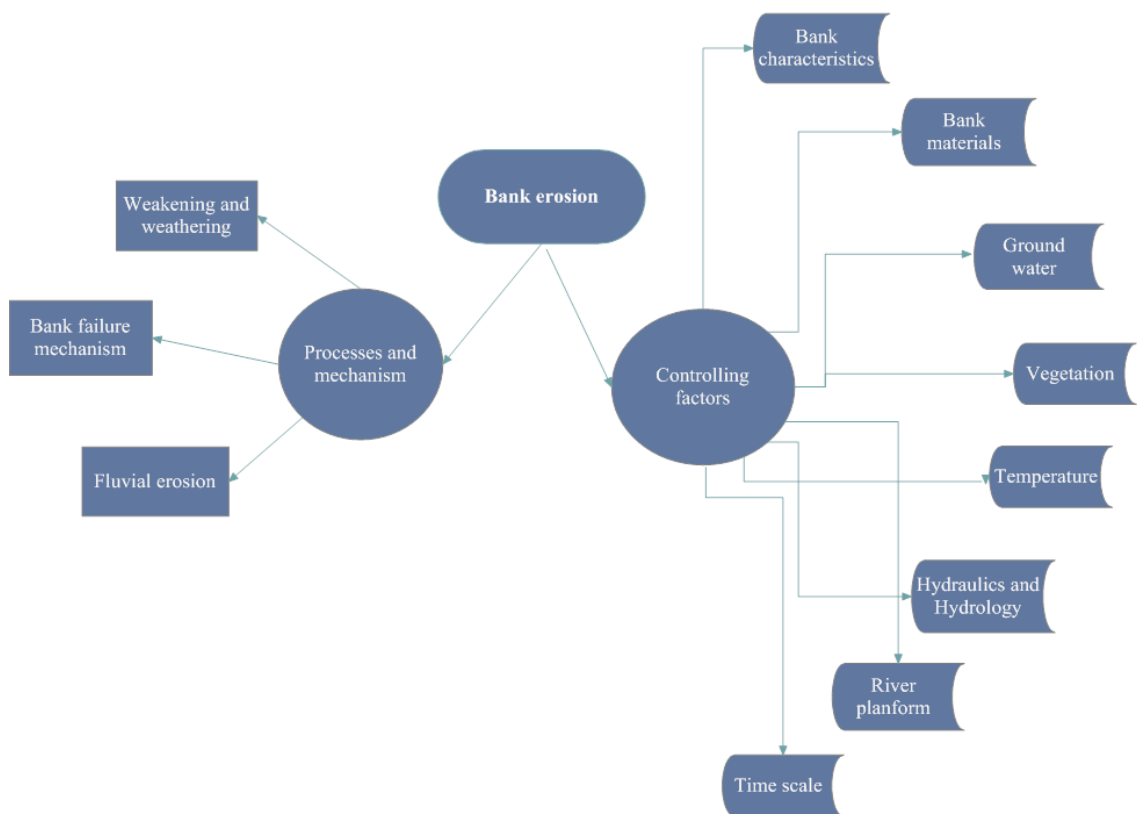 Bank
characteristics
Bank
materials
Bank erosion
Weakening and
weathering
Ground
water
Bank failure
mechanism
Processes and
mechanism
Controlling
factors
Vegetation
Fluvial erosion
Temperature
Hydraulics and
Hydrology
River
planform
Time scale